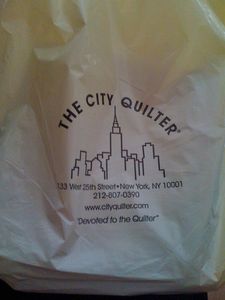 THE CITY QUILTER®
133 West 25th Street • New York, NY 10001
212-807-0390
www.cityquilter.com
"Devoted to the Quilter"